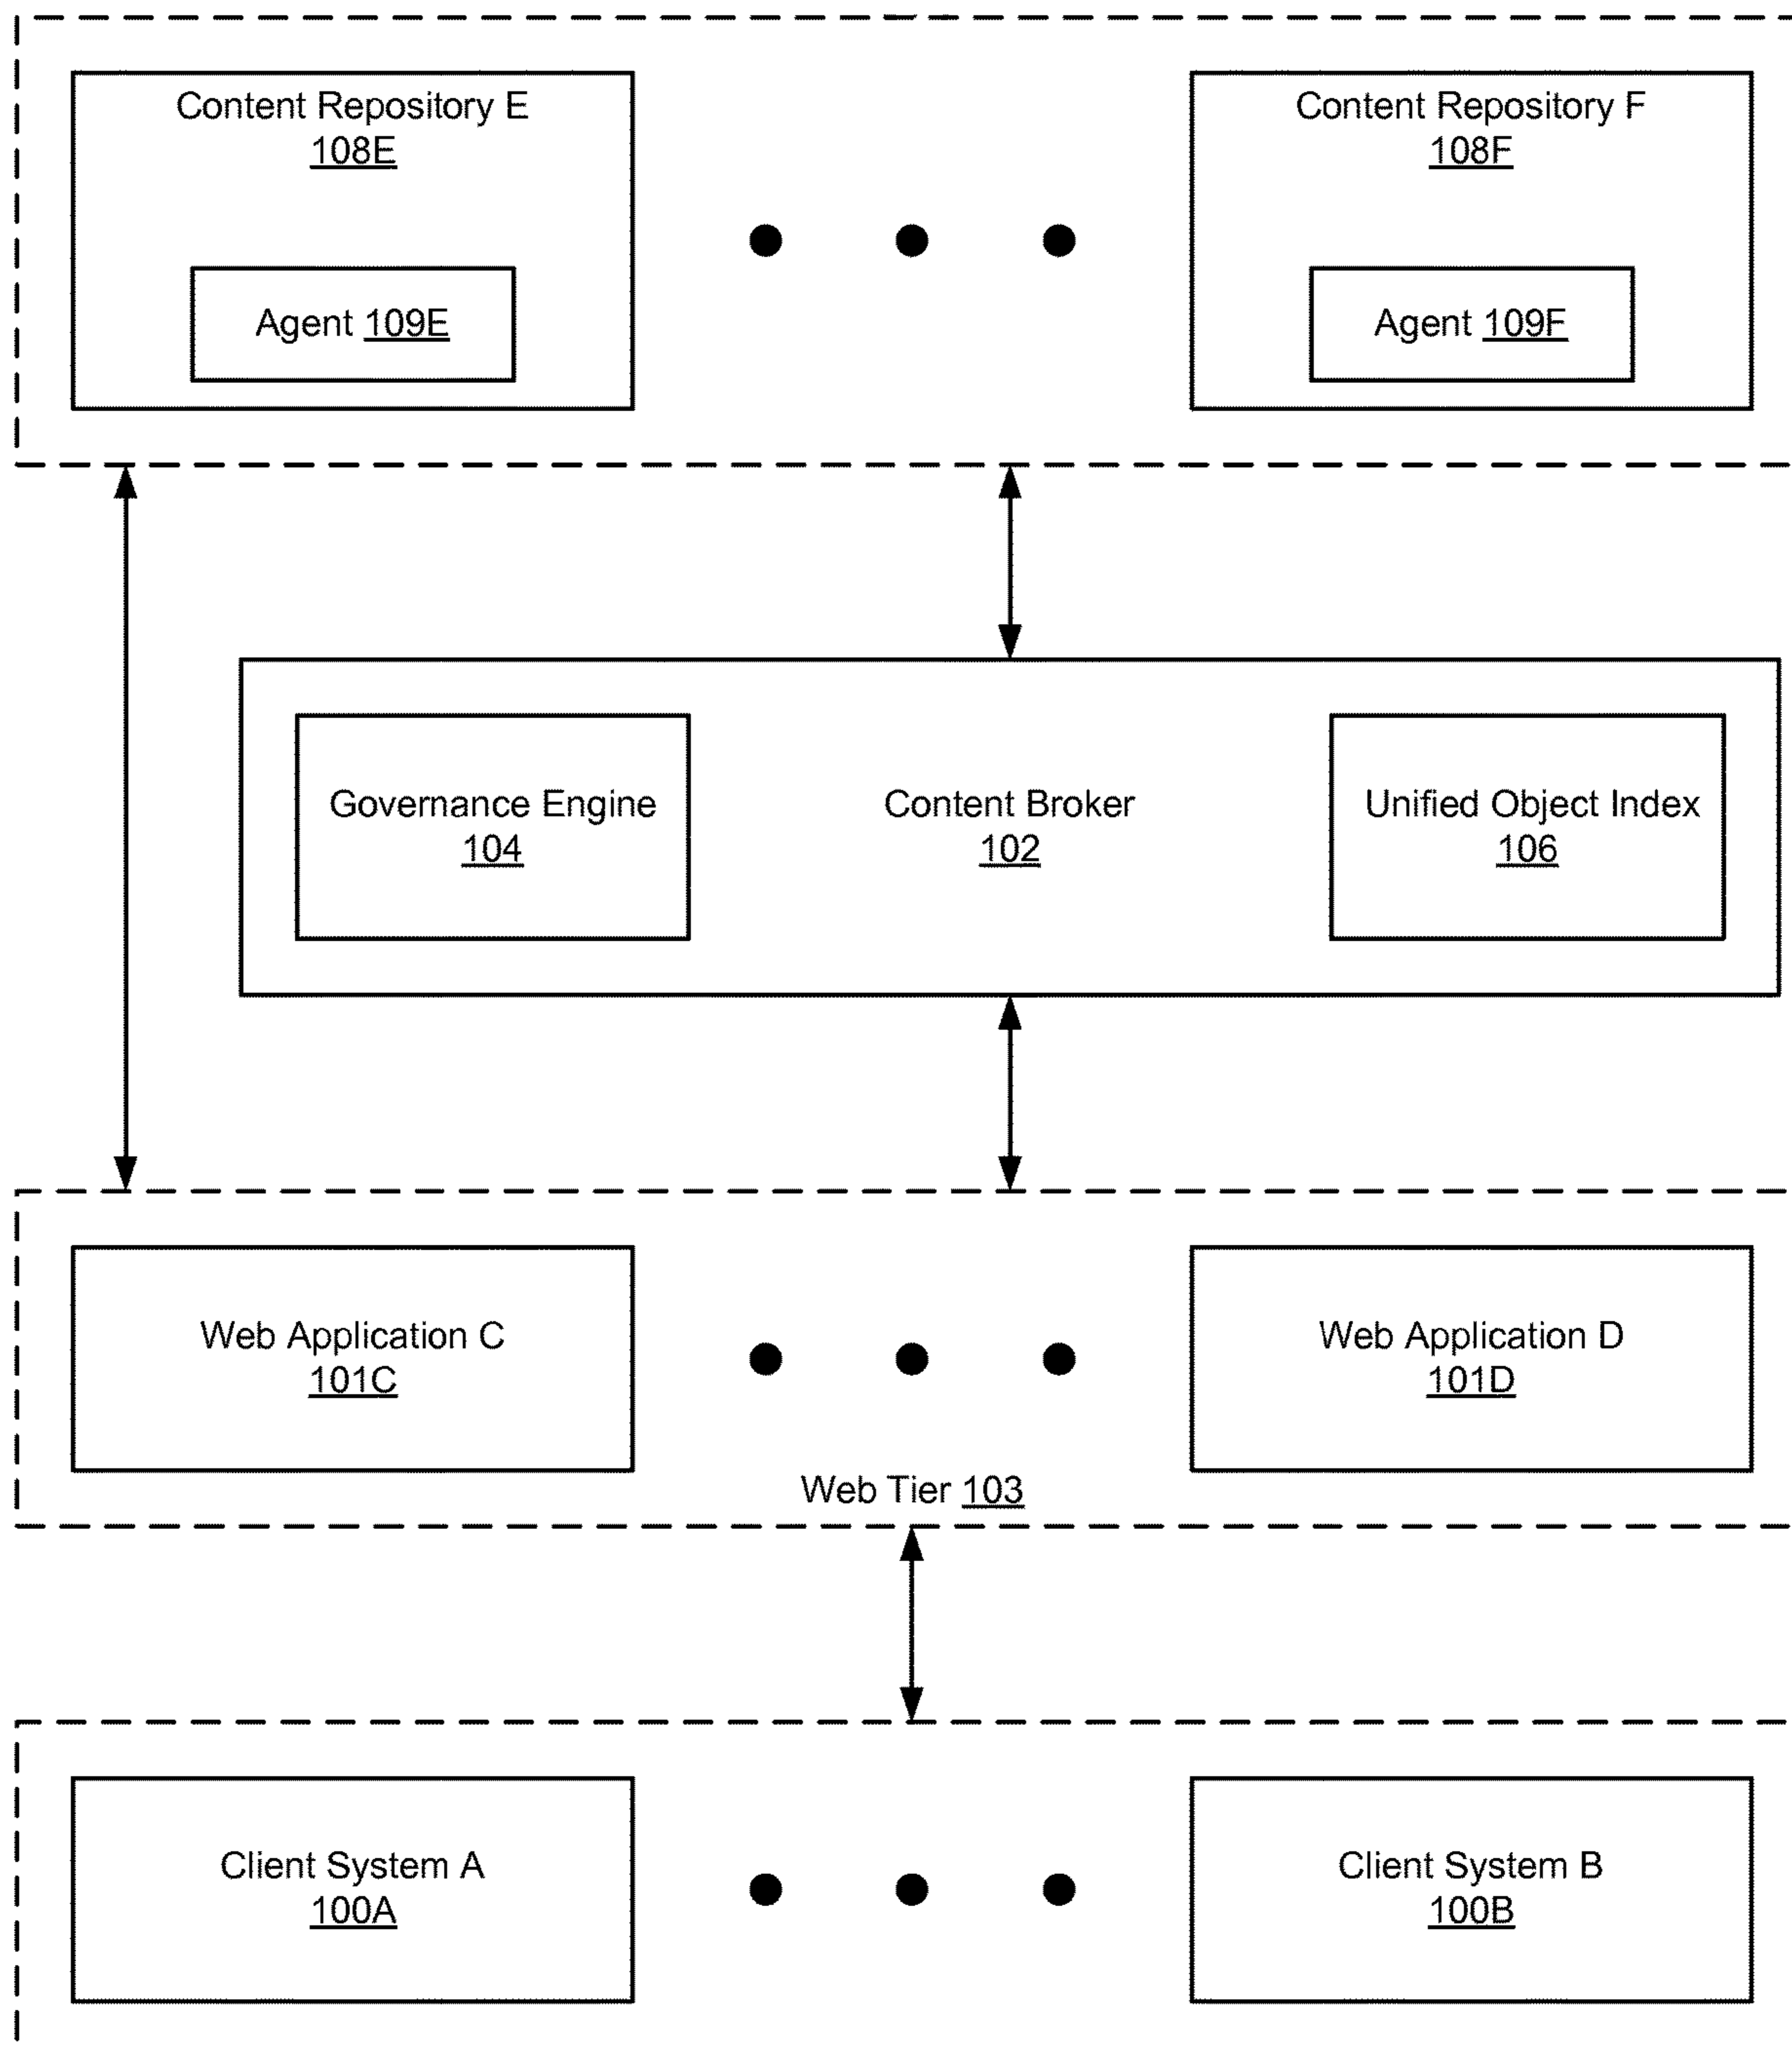 Content Repository E
108E
Content Repository F
108F
Agent 109E
Agent 109F
Governance Engine
104
Content Broker
102
Unified Object Index
106
Web Application C
101C
Web Application D
101D
Web Tier 103
Client System A
100A
Client System B
100B